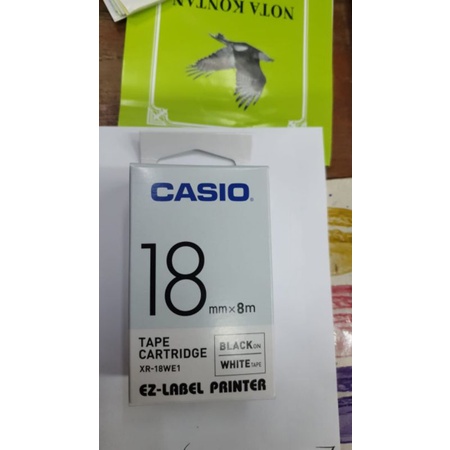 NOTA KONTAN
CASIO
18 mm×8m
TAPE
CARTRIDGE
XR-18WE1
BLACK ON
WHITE TAPE
EZ-LABEL PRINTER